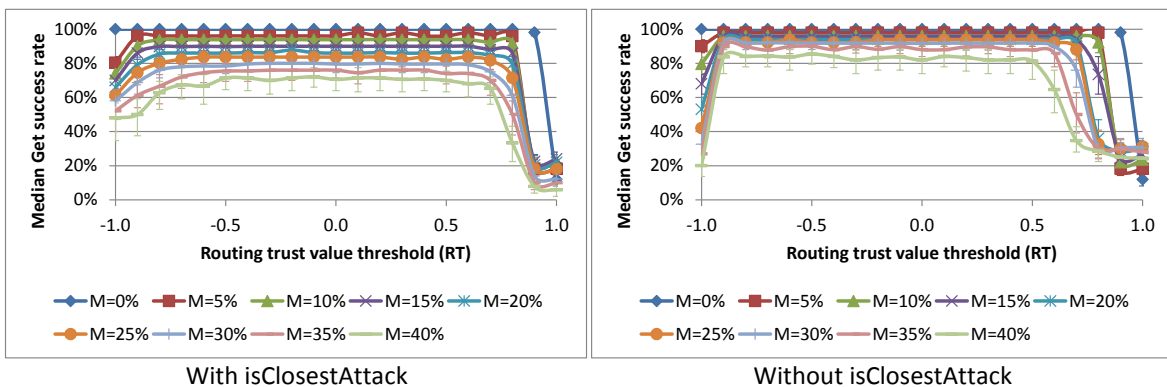 100%
80%
60%
40%
20%
0%
Median Get success rate
-1.0 -0.5 0.0 0.5 1.0
Routing trust value threshold (RT)
M=0% M=5% M=10% M=15% M=20%
M=25% M=30% M=35% M=40%
With isClosestAttack
100%
80%
60%
40%
20%
0%
Median Get success rate
-1.0 -0.5 0.0 0.5 1.0
Routing trust value threshold (RT)
M=0% M=5% M=10% M=15% M=20%
M=25% M=30% M=35% M=40%
Without isClosestAttack